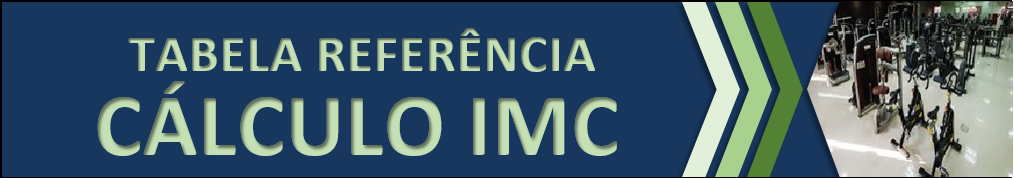 TABELA REFERÊNCIA
CÁLCULO IMC